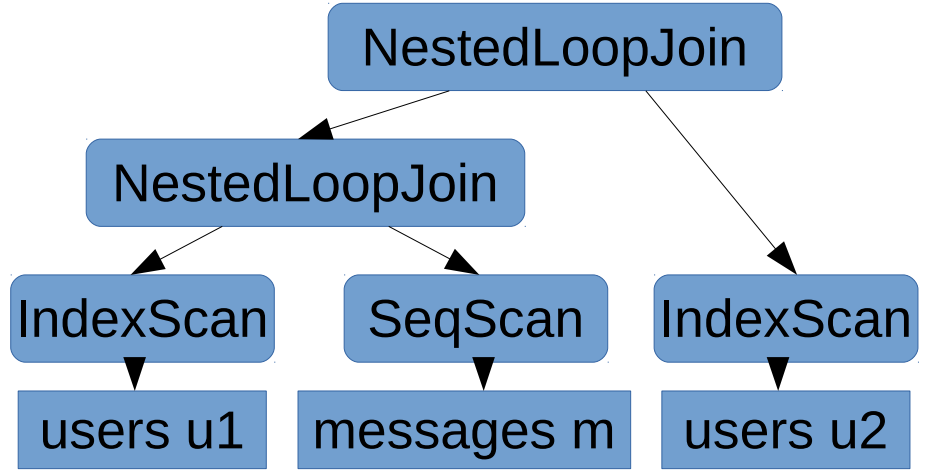 NestedLoopJoin
NestedLoopJoin
IndexScan
SeqScan
IndexScan
users u1
messages m
users u2